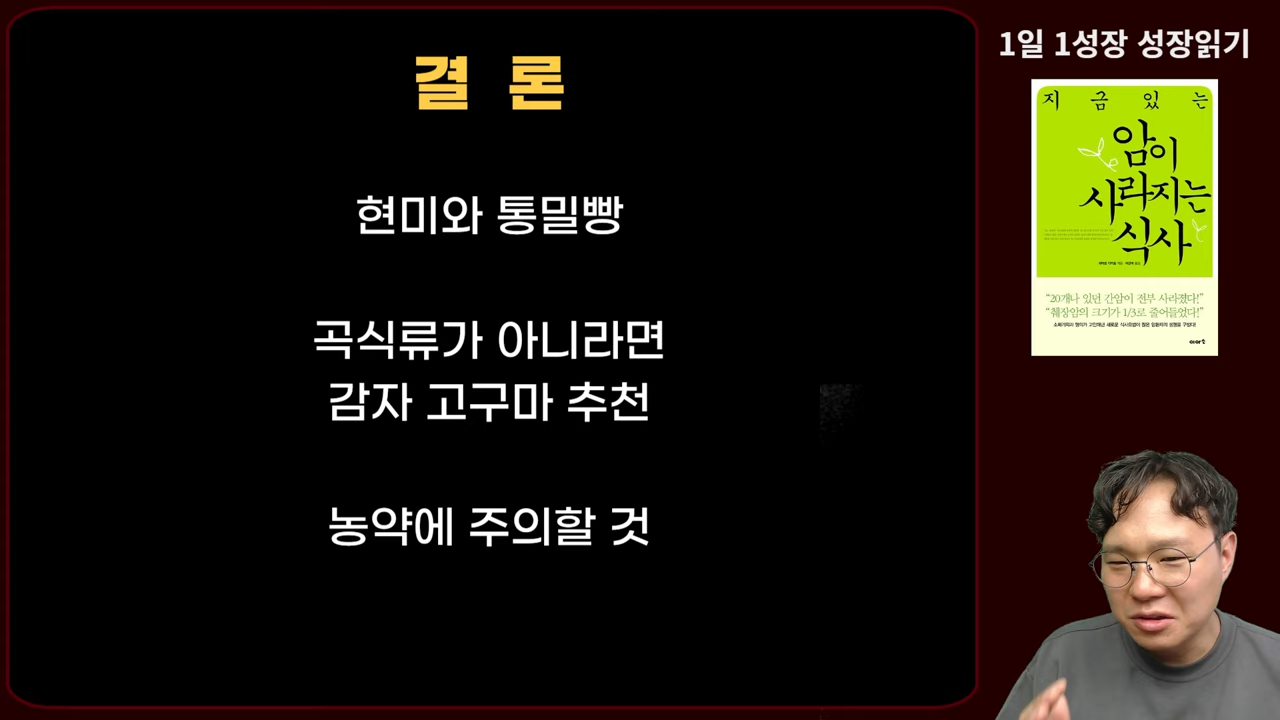 결 론
현미와 통밀빵
곡식류가 아니라면
감자 고구마 추천
농약에 주의할 것
1일 1성장 성장읽기
지금있는
암이
사라지는
식사
“20개나 있던 간암이 전부 사라졌다!”
“췌장암의 크기가 1/3로 줄어들었다!”